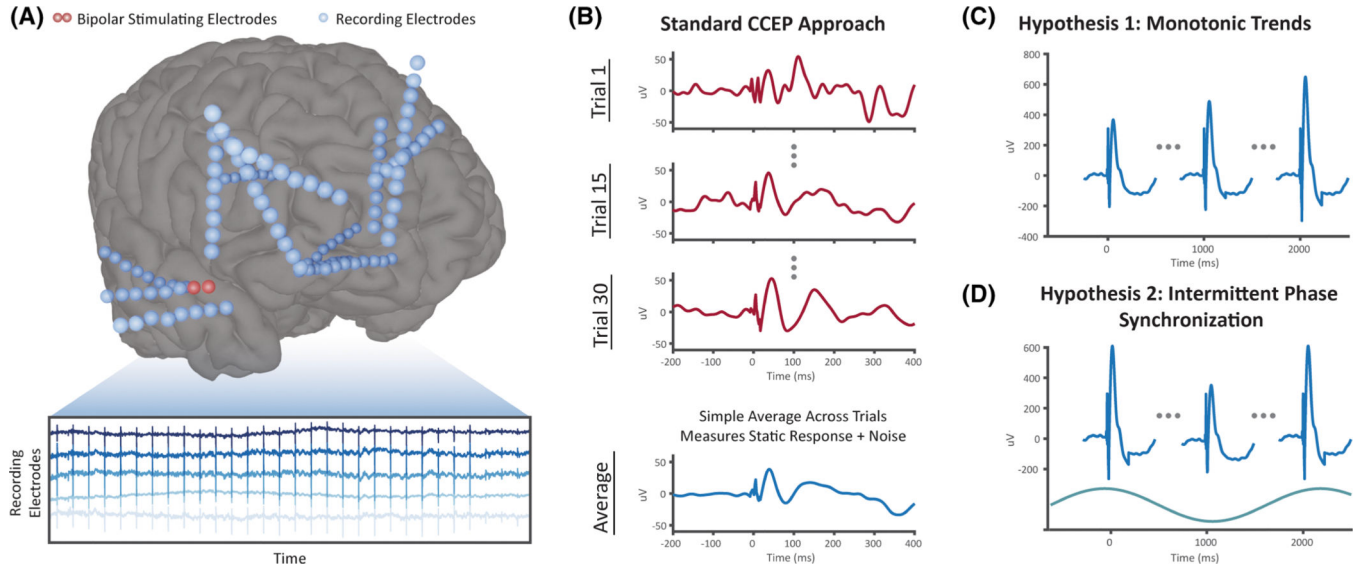 (A)
Bipolar Stimulating Electrodes
Recording Electrodes
Recording
Electrodes
Time
(B)
Standard CCEP Approach
Trial 1
uV
50
0
-50
Trial 15
uV
50
0
-50
Trial 30
uV
50
0
-50
-200 -100 0 100 200 300 400
Time (ms)
Simple Average Across Trials
Measures Static Response + Noise
Average
uV
50
0
-50
-200 -100 0 100 200 300 400
Time (ms)
(C)
Hypothesis 1: Monotonic Trends
uV
800
600
400
200
0
-200
-400
0 1000 2000
Time (ms)
(D)
Hypothesis 2: Intermittent Phase
Synchronization
uV
600
400
200
0
-200
0 1000 2000
Time (ms)